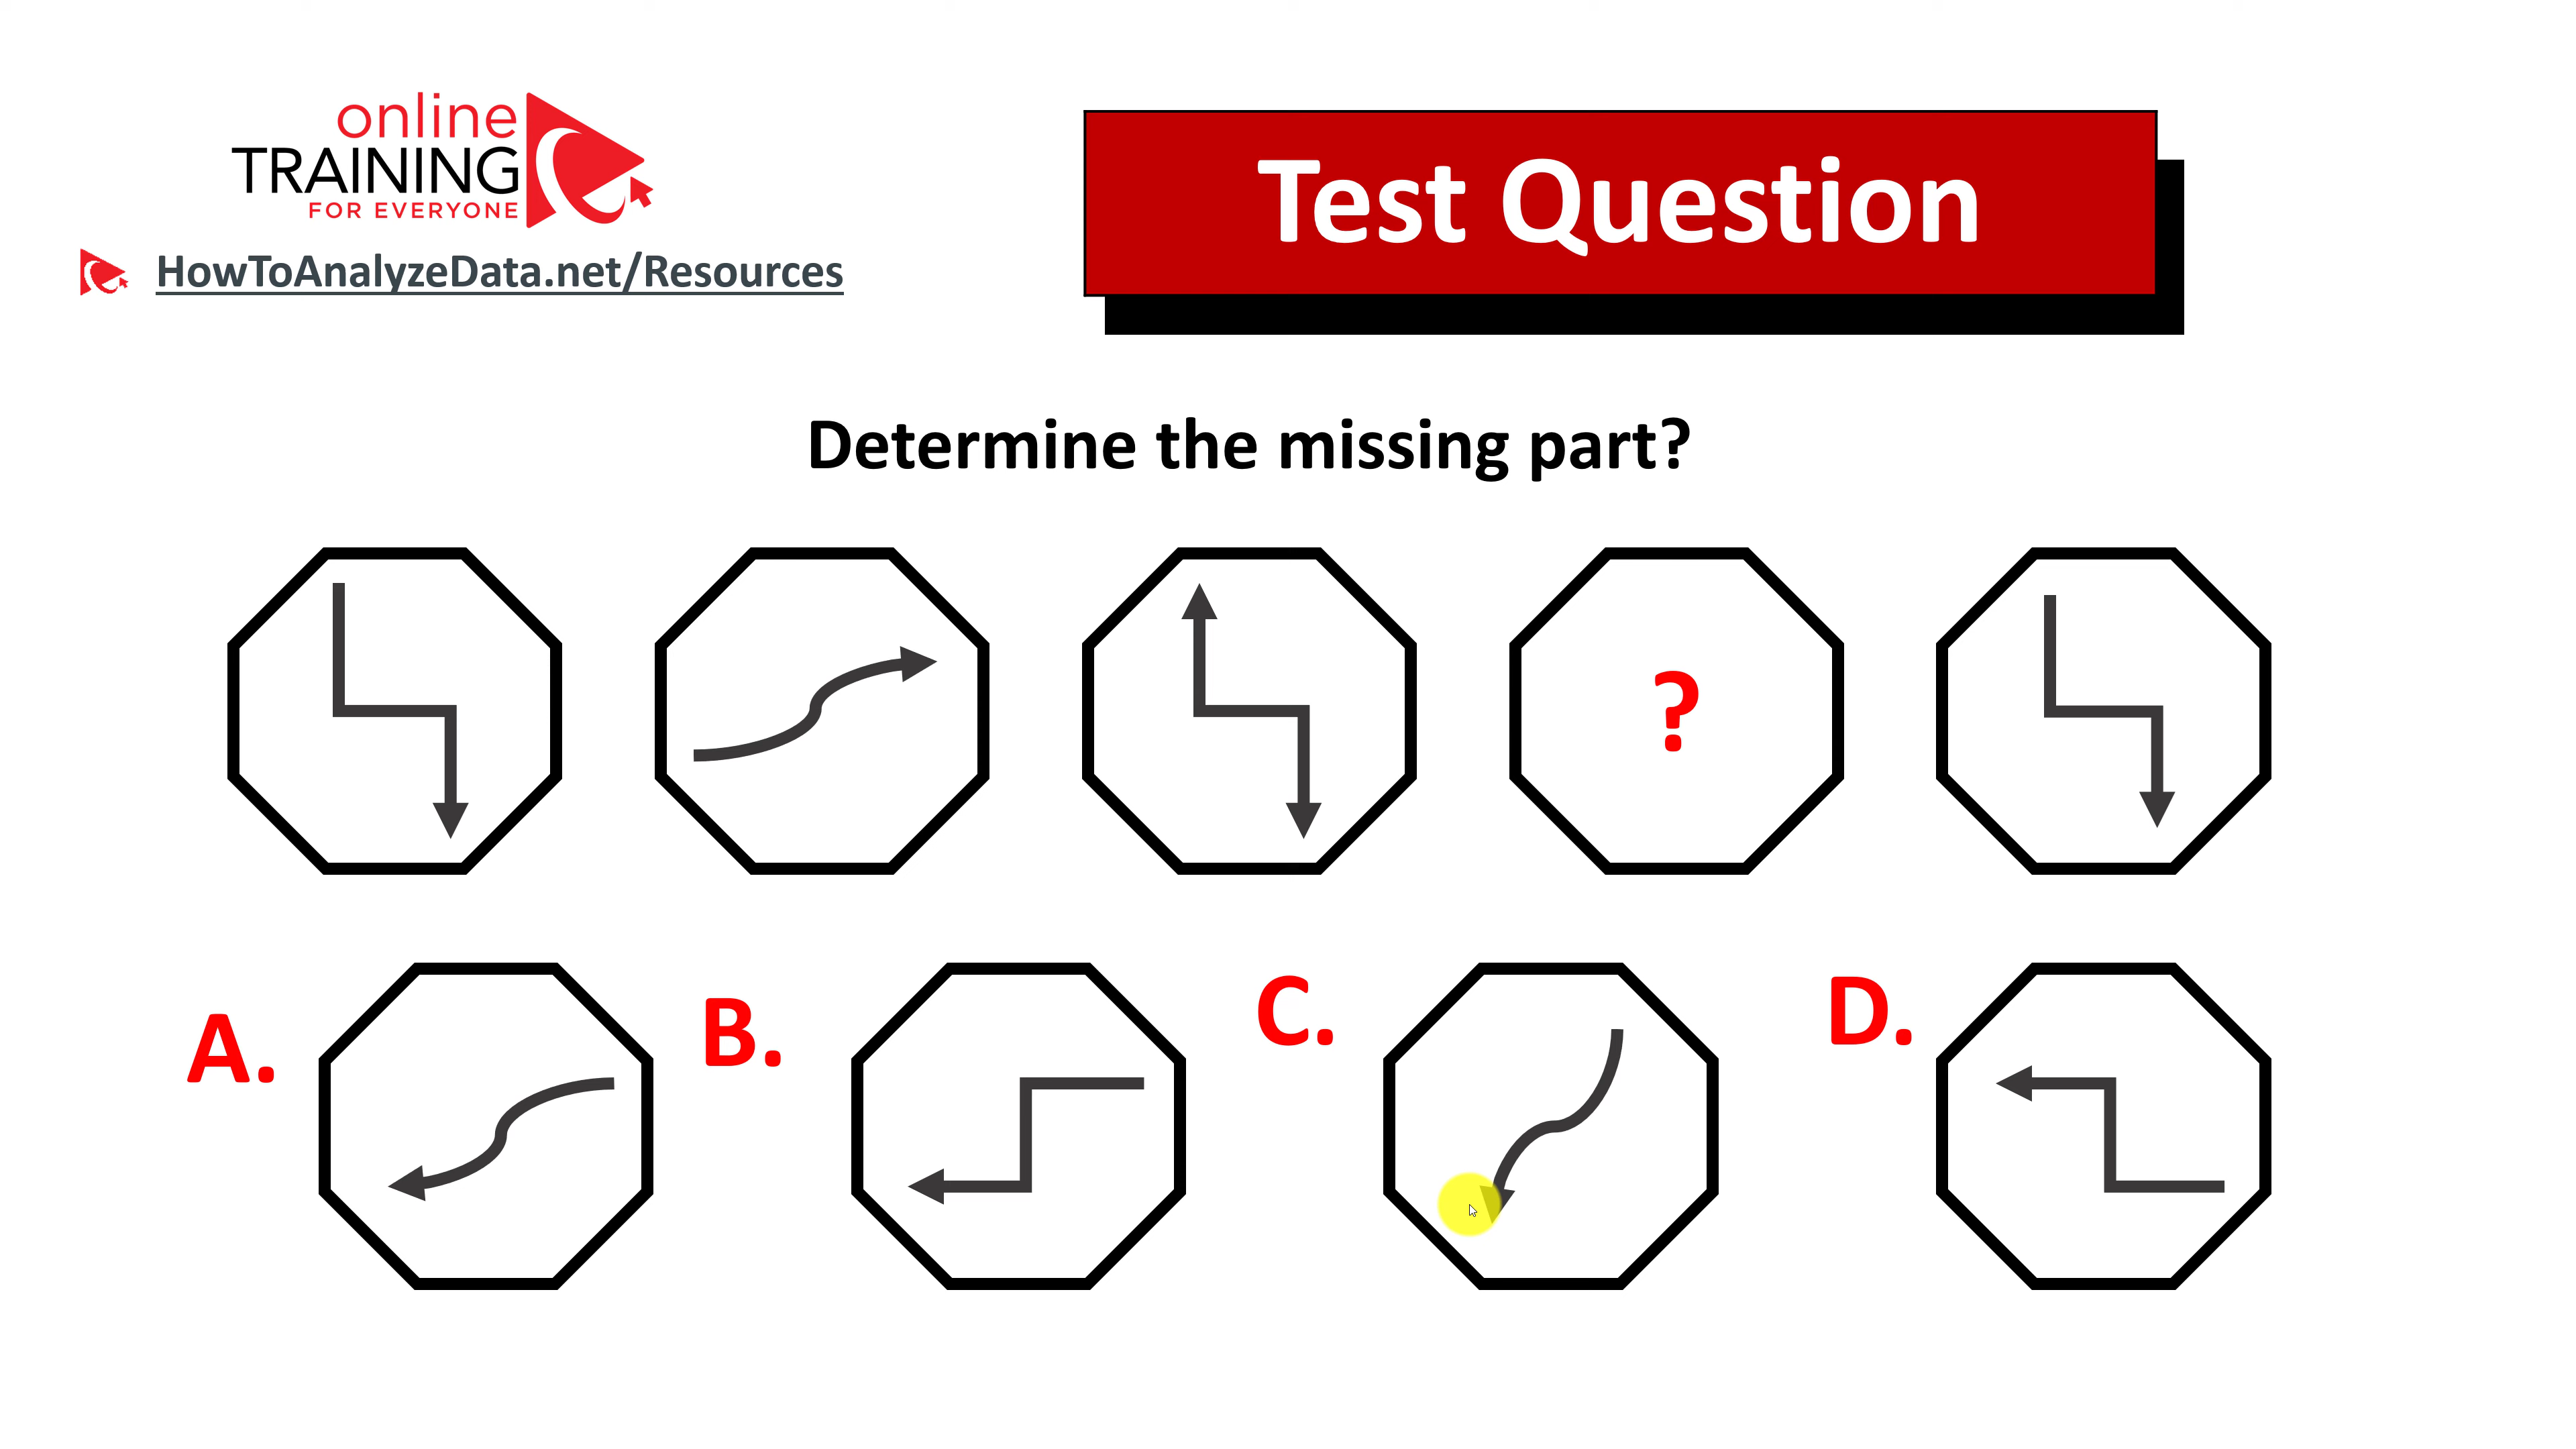 online
TRAINING
FOR EVERYONE
HowToAnalyzeData.net/Resources
Test Question
Determine the missing part?
?
A.
B.
C.
D.